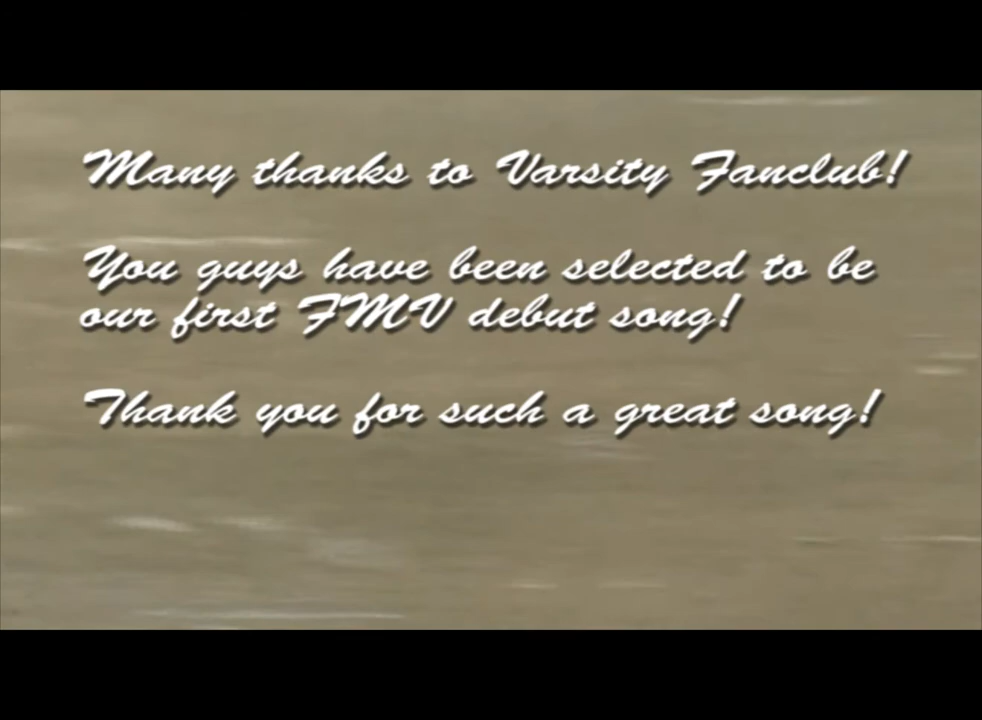 Many thanks to Varsity Fanclub!
You guys have been selected to be
our first FMV debut song!
Thank you for such a great song!